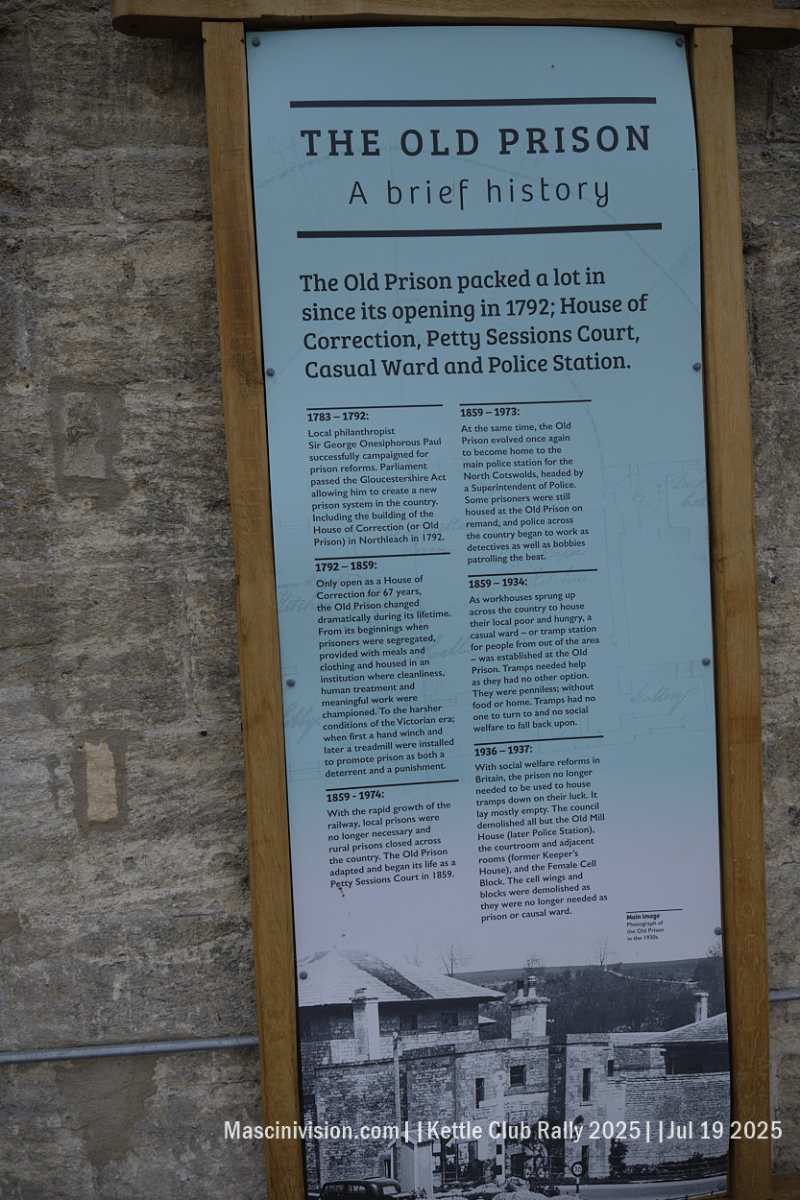 THE OLD PRISON
A brief history
The Old Prison packed a lot in
since its opening in 1792; House of
Correction, Petty Sessions Court,
Casual Ward and Police Station.
1783 – 1792:
Local philanthropist
Sir George Onesiphorous Paul
successfully campaigned for
prison reforms. Parliament
passed the Gloucestershire Act
allowing him to create a new
prison system in the country.
Including the building of the
House of Correction (or Old
Prison) in Northleach in 1792.
1792 – 1859:
Only open as a House of
Correction for 67 years,
the Old Prison changed
dramatically during its lifetime.
From its beginnings when
prisoners were segregated,
provided with meals and
clothing and housed in an
institution where cleanliness,
human treatment and
meaningful work were
championed. To the harsher
conditions of the Victorian era;
when first a hand winch and
later a treadmill were installed
to promote prison as both a
deterrent and a punishment.
1859 - 1974:
With the rapid growth of the
railway, local prisons were
no longer necessary and
rural prisons closed across
the country. The Old Prison
adapted and began its life as a
Petty Sessions Court in 1859.
1859 – 1973:
At the same time, the Old
Prison evolved once again
to become home to the
main police station for the
North Cotswolds, headed by
a Superintendent of Police.
Some prisoners were still
housed at the Old Prison on
remand, and police across
the country began to work as
detectives as well as bobbies
patrolling the beat.
1859 – 1934:
As workhouses sprung up
across the country to house
their local poor and hungry, a
casual ward – or tramp station
for people from out of the area
– was established at the Old
Prison. Tramps needed help
as they had no other option.
They were penniless; without
food or home. Tramps had no
one to turn to and no social
welfare to fall back upon.
1936 – 1937:
With social welfare reforms in
Britain, the prison no longer
needed to be used to house
tramps down on their luck. It
lay mostly empty. The council
demolished all but the Old Mill
House (later Police Station),
the courtroom and adjacent
rooms (former Keeper's
House), and the Female Cell
Block. The cell wings and
blocks were demolished as
they were no longer needed as
prison or causal ward.
Main image
Photograph of
the Old Prison
in the 1930s
Mascinivision.com||Kettle Club Rally 2025||Jul 19 2025